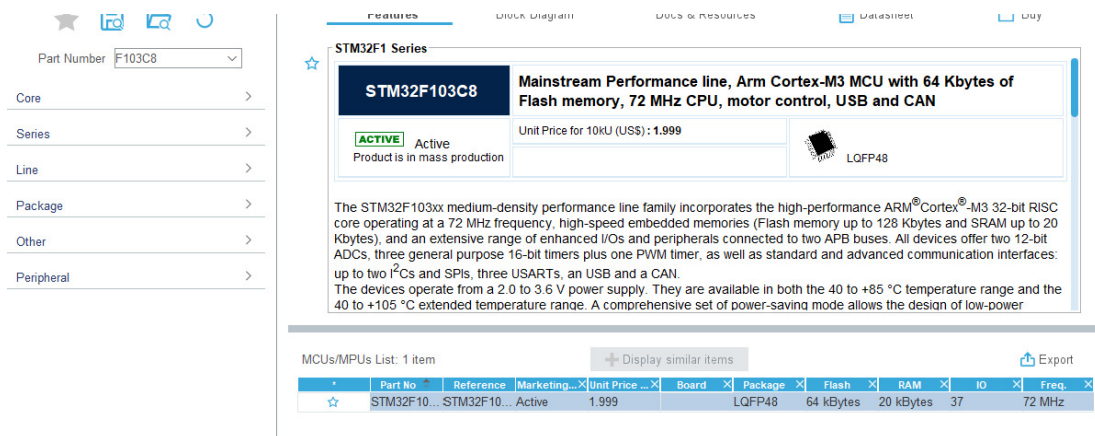 Features Block Diagram Docs & Resources Datasheet Buy
Part Number F103C8
Core
Series
Line
Package
Other
Peripheral
STM32F1 Series
STM32F103C8
Mainstream Performance line, Arm Cortex-M3 MCU with 64 Kbytes of
Flash memory, 72 MHz CPU, motor control, USB and CAN
ACTIVE Active
Product is in mass production
Unit Price for 10kU (US$) : 1.999
LQFP48
The STM32F103xx medium-density performance line family incorporates the high-performance ARM®Cortex®-M3 32-bit RISC
core operating at a 72 MHz frequency, high-speed embedded memories (Flash memory up to 128 Kbytes and SRAM up to 20
Kbytes), and an extensive range of enhanced I/Os and peripherals connected to two APB buses. All devices offer two 12-bit
ADCs, three general purpose 16-bit timers plus one PWM timer, as well as standard and advanced communication interfaces:
up to two I²Cs and SPIs, three USARTs, an USB and a CAN.
The devices operate from a 2.0 to 3.6 V power supply. They are available in both the 40 to +85 °C temperature range and the
40 to +105 °C extended temperature range. A comprehensive set of power-saving mode allows the design of low-power
MCUs/MPUs List: 1 item
Display similar items
Export
* Part No Reference Marketing... Unit Price ... Board Package Flash RAM IO Freq.
STM32F10... STM32F10... Active 1.999 LQFP48 64 kBytes 20 kBytes 37 72 MHz